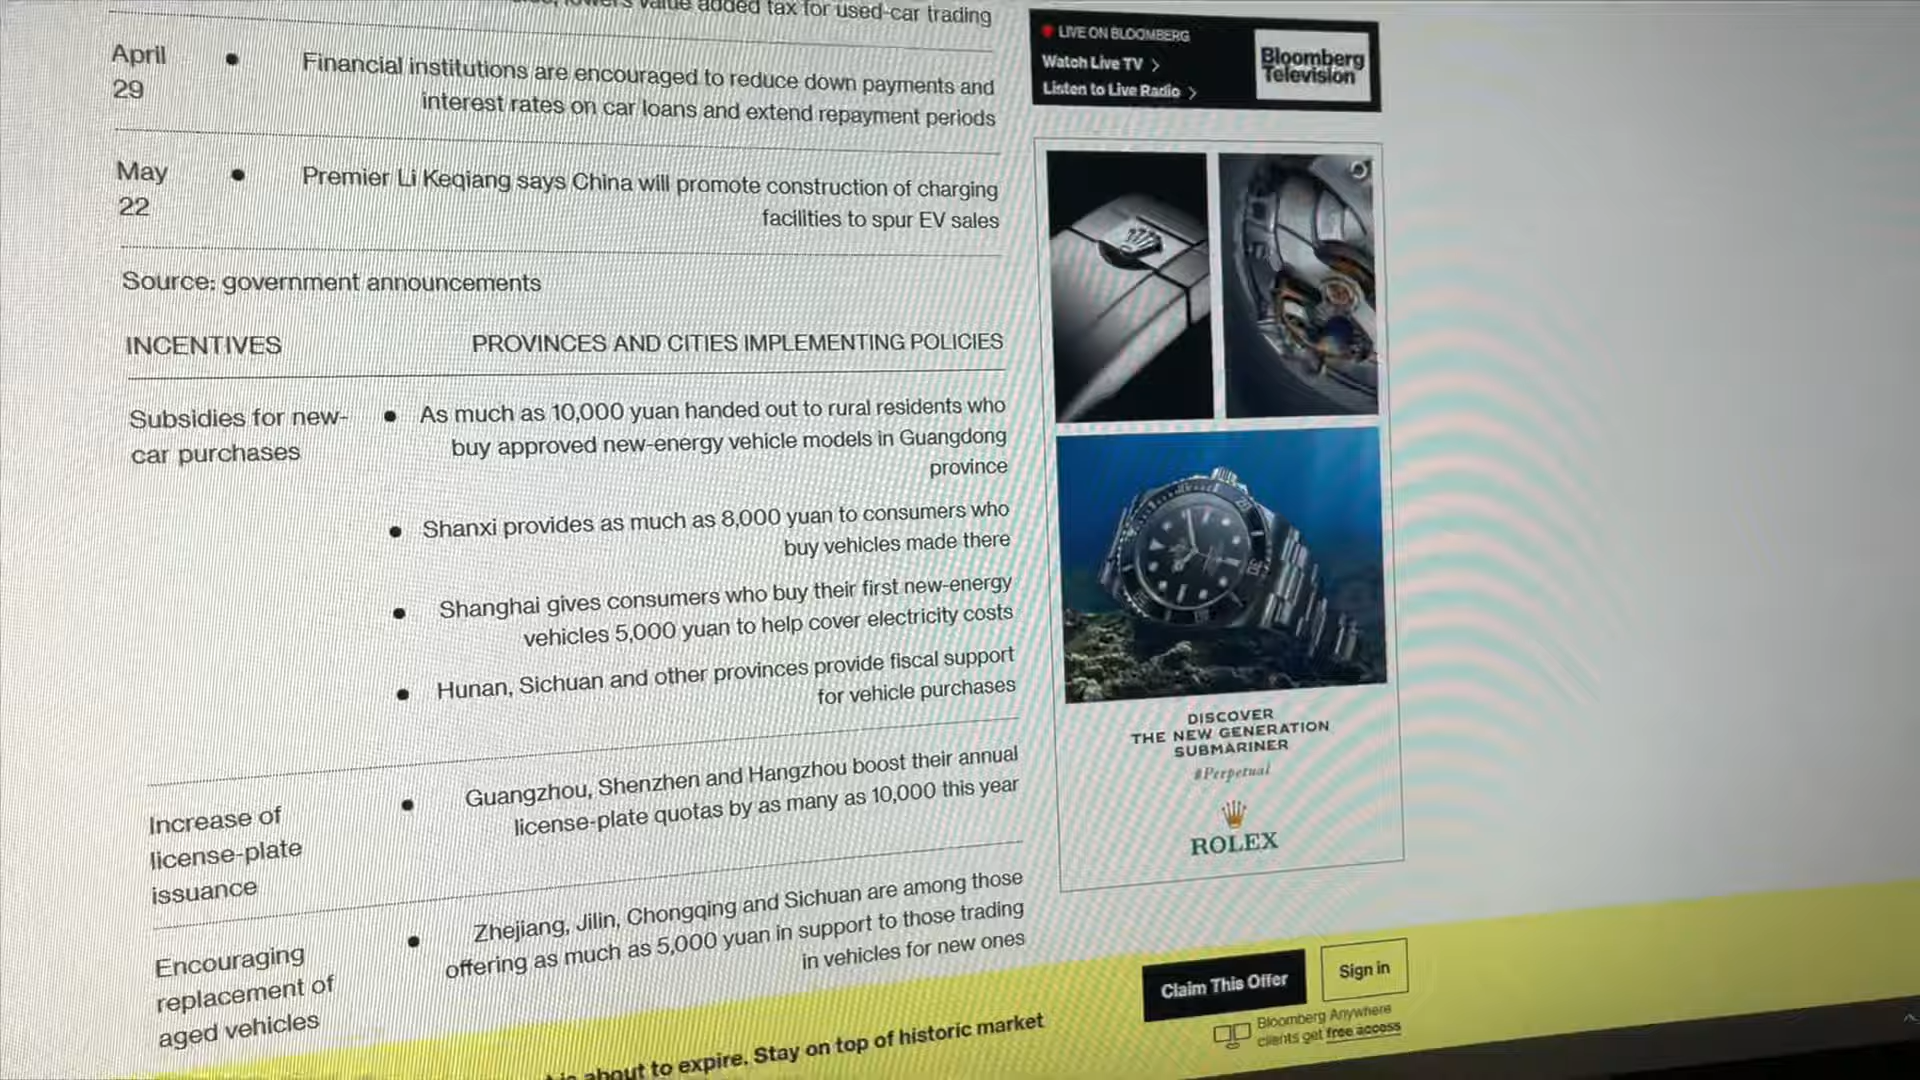 value added tax for used-car trading
April
29
Financial institutions are encouraged to reduce down payments and
interest rates on car loans and extend repayment periods
May
22
Premier Li Keqiang says China will promote construction of charging
facilities to spur EV sales
Source: government announcements
INCENTIVES
PROVINCES AND CITIES IMPLEMENTING POLICIES
Subsidies for new-
car purchases
As much as 10,000 yuan handed out to rural residents who
buy approved new-energy vehicle models in Guangdong
province
Shanxi provides as much as 8,000 yuan to consumers who
buy vehicles made there
Shanghai gives consumers who buy their first new-energy
vehicles 5,000 yuan to help cover electricity costs
Hunan, Sichuan and other provinces provide fiscal support
for vehicle purchases
Increase of
license-plate
issuance
Guangzhou, Shenzhen and Hangzhou boost their annual
license-plate quotas by as many as 10,000 this year
Encouraging
replacement of
aged vehicles
Zhejiang, Jilin, Chongqing and Sichuan are among those
offering as much as 5,000 yuan in support to those trading
in vehicles for new ones
LIVE ON BLOOMBERG
Watch Live TV >
Listen to Live Radio >
Bloomberg
Television
DISCOVER
THE NEW GENERATION
SUBMARINER
#Perpetual
ROLEX
about to expire. Stay on top of historic market
Claim This Offer
Sign in
Bloomberg Anywhere
clients get free access